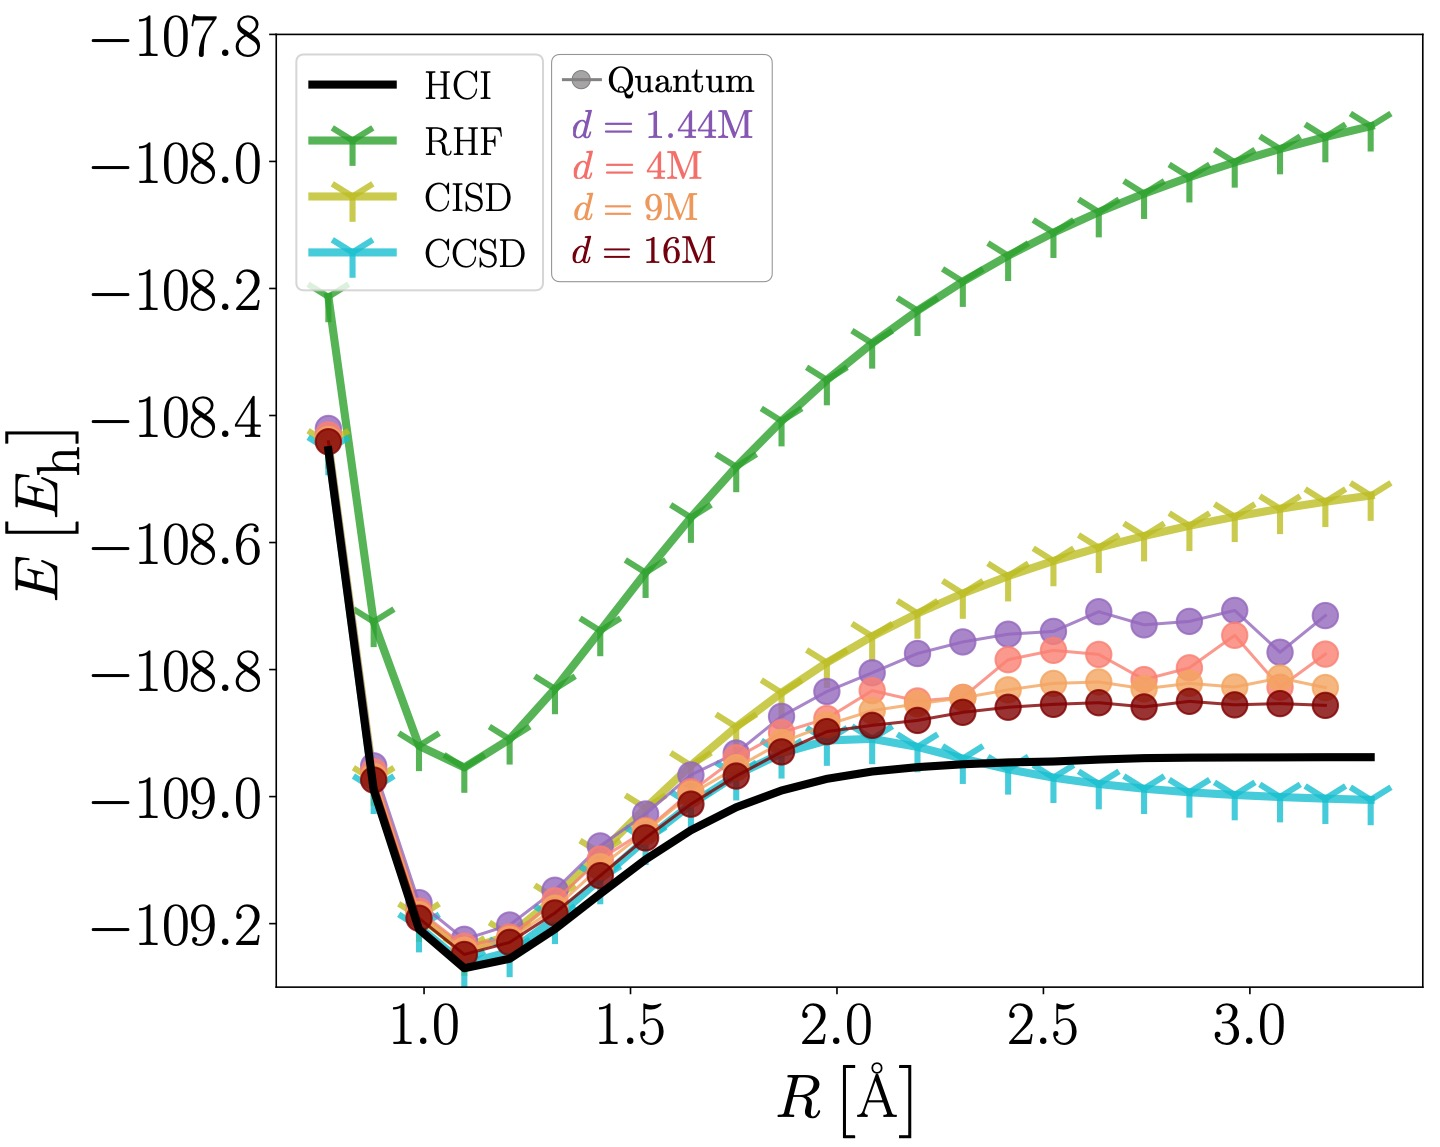 −107.8
−108.0
−108.2
−108.4
−108.6
−108.8
−109.0
−109.2
E [E_h]
HCI
RHF
CISD
CCSD
Quantum
d = 1.44M
d = 4M
d = 9M
d = 16M
1.0 1.5 2.0 2.5 3.0
R [Å]